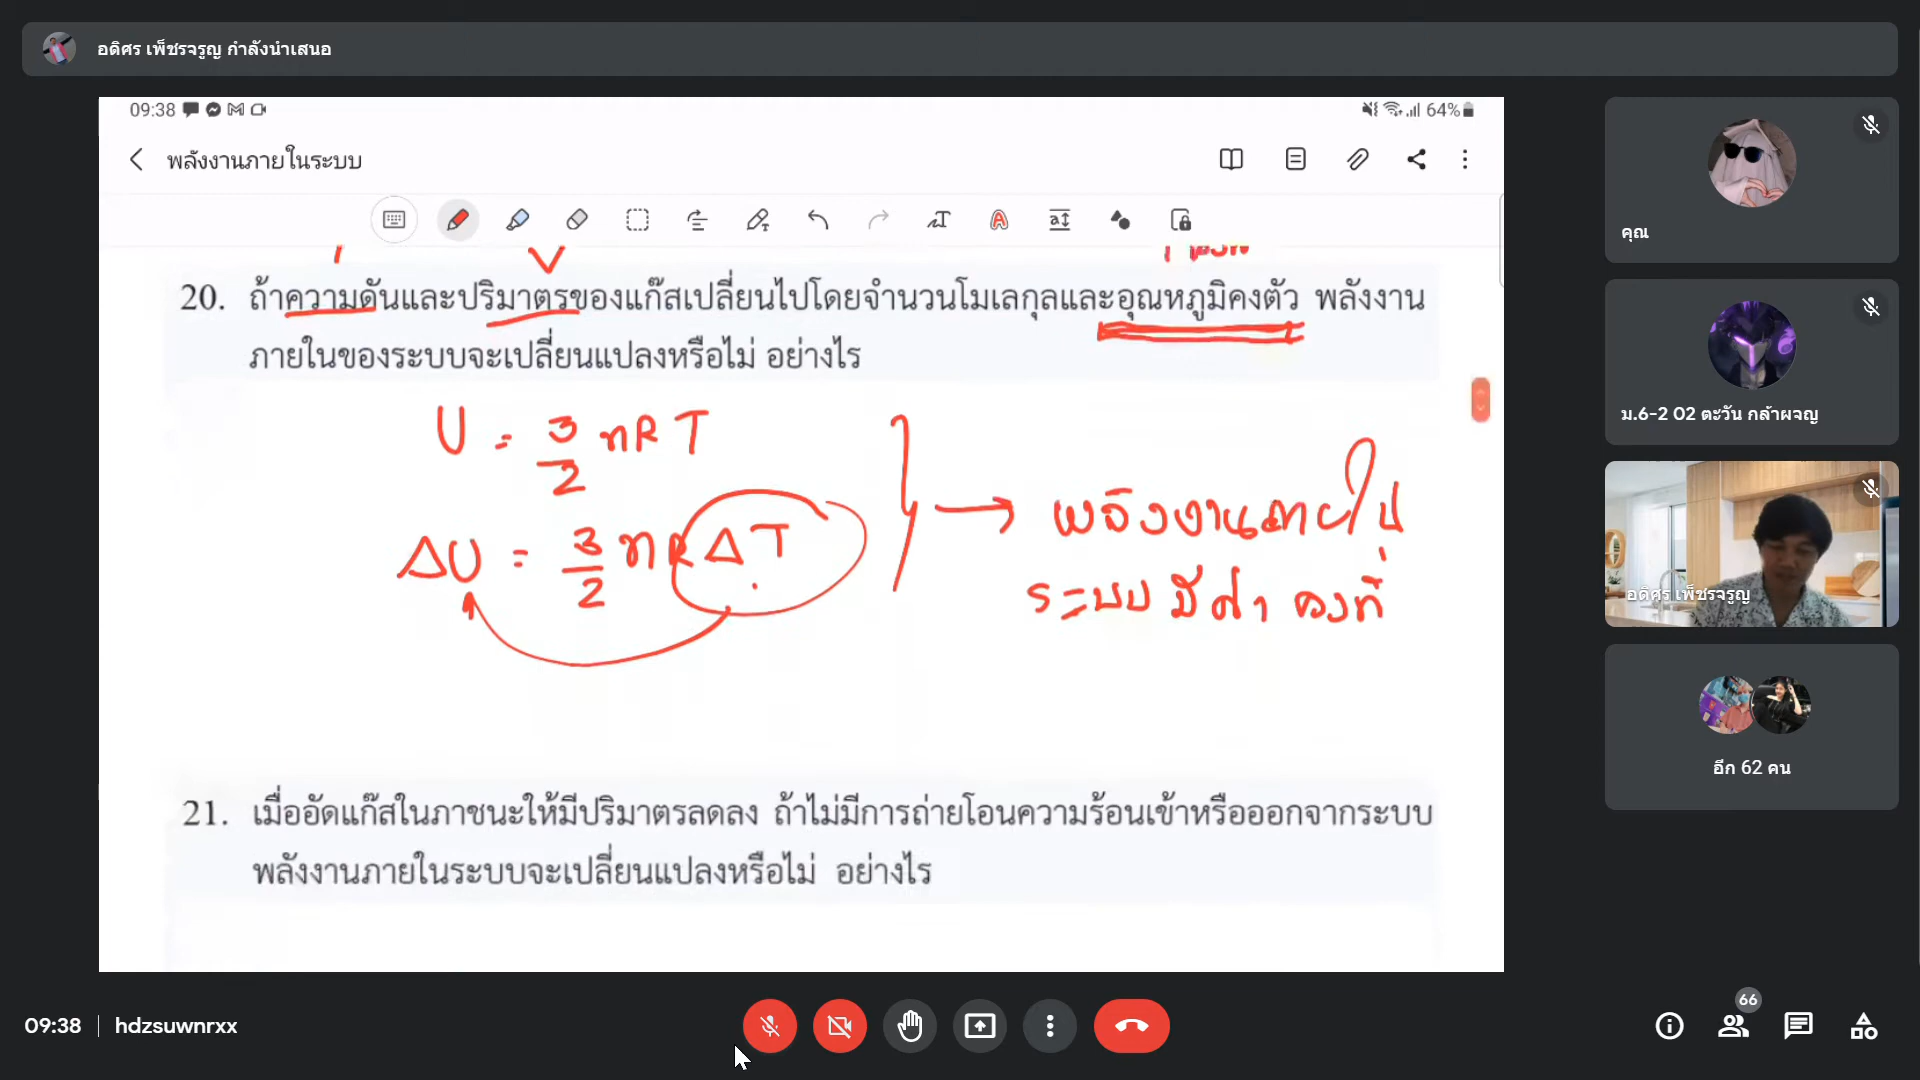 อดิศร เพ็ชรจรูญ กำลังนำเสนอ
09:38
64%
พลังงานภายในระบบ
V
20. ถ้าความดันและปริมาตรของแก๊สเปลี่ยนไปโดยจำนวนโมเลกุลและอุณหภูมิคงตัว พลังงาน
ภายในของระบบจะเปลี่ยนแปลงหรือไม่ อย่างไร
U = 3/2 nRT
ΔU = 3/2 nRΔT
→ พลังงานภายใน
ระบบ มีค่า คงที่
21. เมื่ออัดแก๊สในภาชนะให้มีปริมาตรลดลง ถ้าไม่มีการถ่ายโอนความร้อนเข้าหรือออกจากระบบ
พลังงานภายในระบบจะเปลี่ยนแปลงหรือไม่ อย่างไร
คุณ
ม.6-2 02 ตะวัน กล้าผจญ
อดิศร เพ็ชรจรูญ
อีก 62 คน
09:38 | hdzsuwnrxx
66